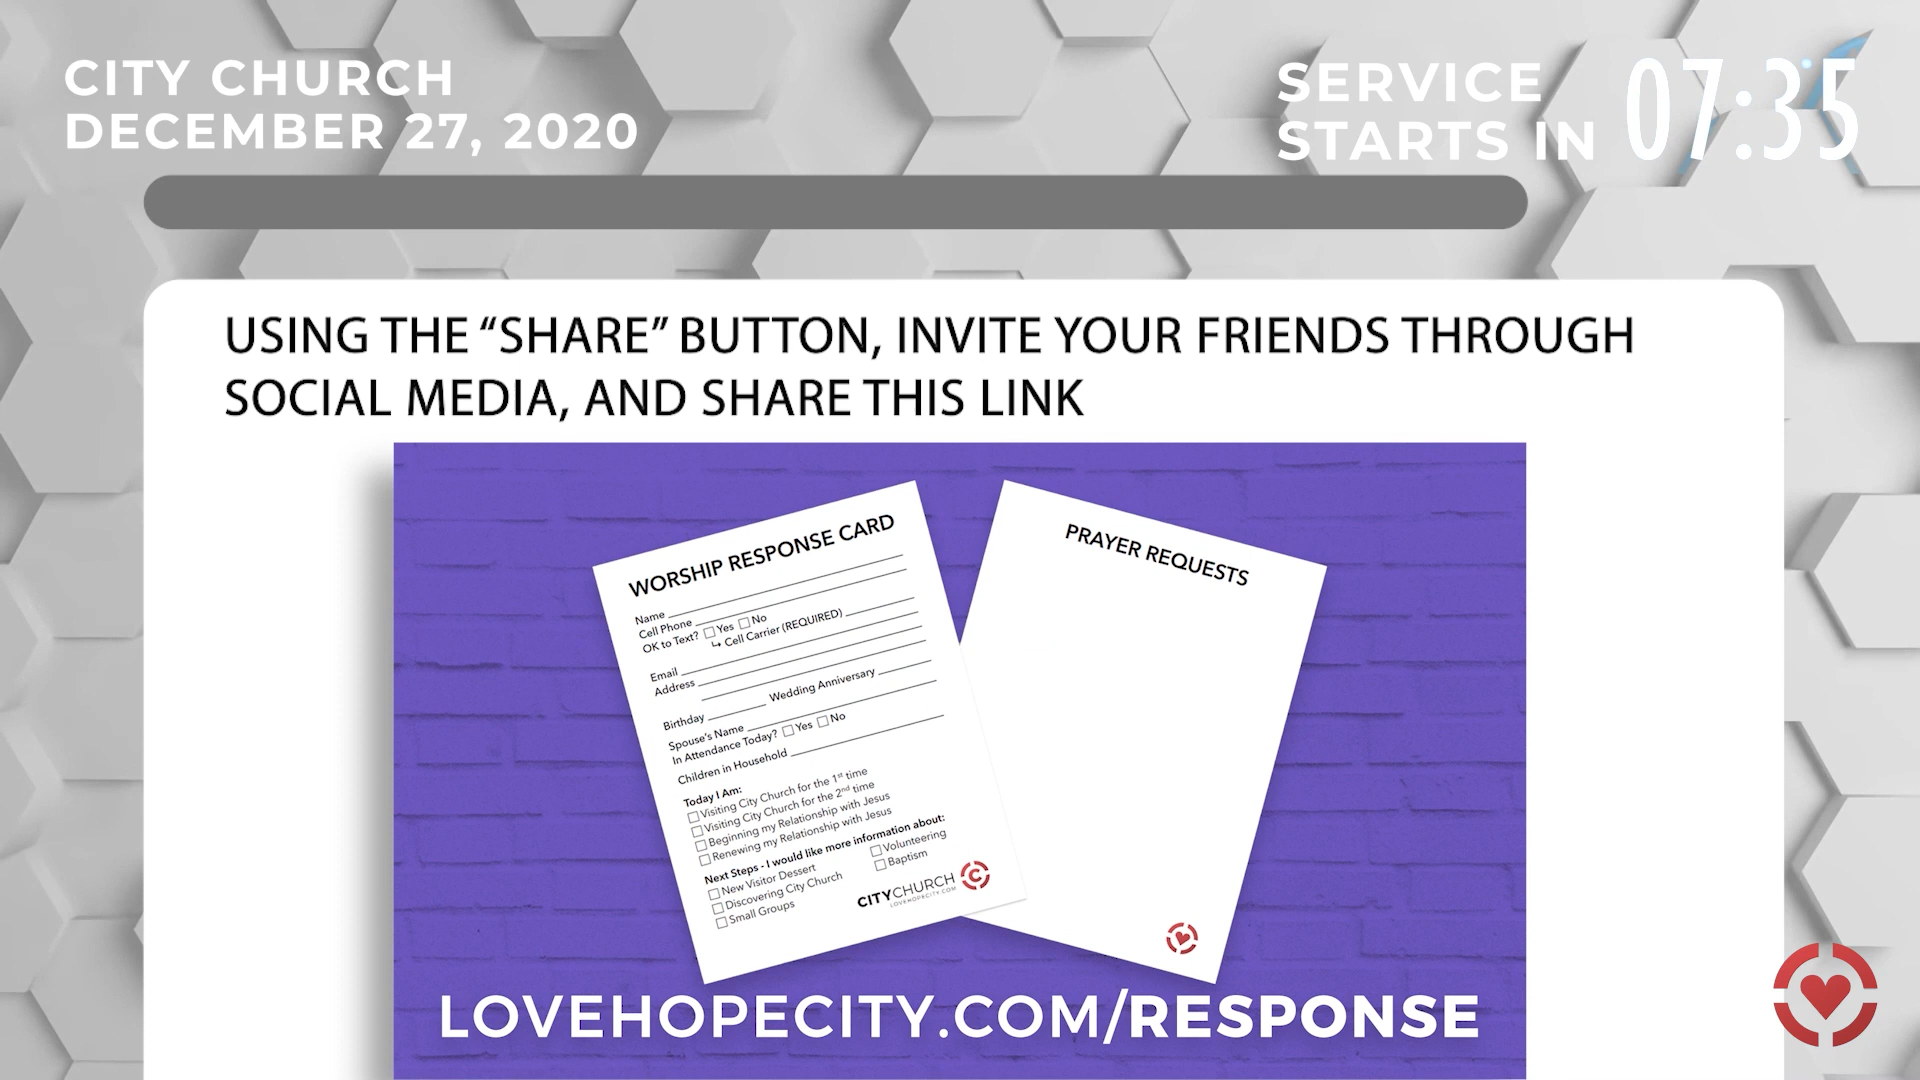 CITY CHURCH
DECEMBER 27, 2020
SERVICE
STARTS IN 07:35
USING THE “SHARE” BUTTON, INVITE YOUR FRIENDS THROUGH
SOCIAL MEDIA, AND SHARE THIS LINK
WORSHIP RESPONSE CARD
Name
Cell Phone
OK to Text? Yes No
Cell Carrier (REQUIRED)
Email
Address
Birthday Wedding Anniversary
Spouse's Name
In Attendance Today? Yes No
Children in Household
Today I Am:
Visiting City Church for the 1st time
Visiting City Church for the 2nd time
Beginning my Relationship with Jesus
Renewing my Relationship with Jesus
Next Steps - I would like more information about:
New Visitor Dessert Volunteering
Discovering City Church Baptism
Small Groups
CITYCHURCH
LOVEHOPECITY.COM
PRAYER REQUESTS
LOVEHOPECITY.COM/RESPONSE